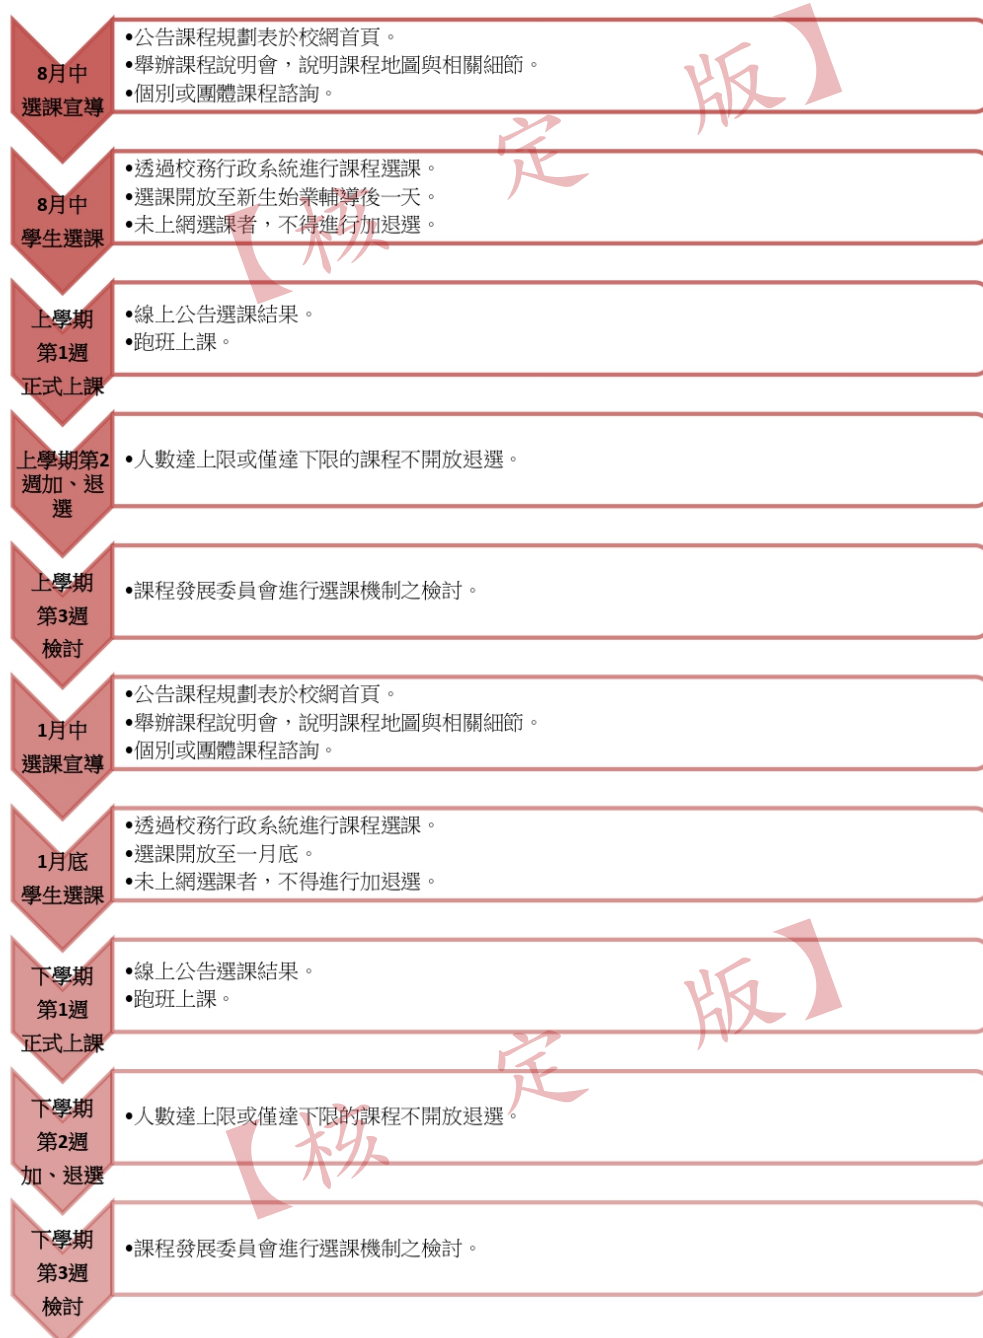 8月中
選課宣導
•公告課程規劃表於校網首頁。
•舉辦課程說明會，說明課程地圖與相關細節。
•個別或團體課程諮詢。
8月中
學生選課
•透過校務行政系統進行課程選課。
•選課開放至新生始業輔導後一天。
•未上網選課者，不得進行加退選。
上學期
第1週
正式上課
•線上公告選課結果。
•跑班上課。
上學期第2
週加、退
選
•人數達上限或僅達下限的課程不開放退選。
上學期
第3週
檢討
•課程發展委員會進行選課機制之檢討。
1月中
選課宣導
•公告課程規劃表於校網首頁。
•舉辦課程說明會，說明課程地圖與相關細節。
•個別或團體課程諮詢。
1月底
學生選課
•透過校務行政系統進行課程選課。
•選課開放至一月底。
•未上網選課者，不得進行加退選。
下學期
第1週
正式上課
•線上公告選課結果。
•跑班上課。
下學期
第2週
加、退選
•人數達上限或僅達下限的課程不開放退選。
下學期
第3週
檢討
•課程發展委員會進行選課機制之檢討。
【核定版】
【核定版】